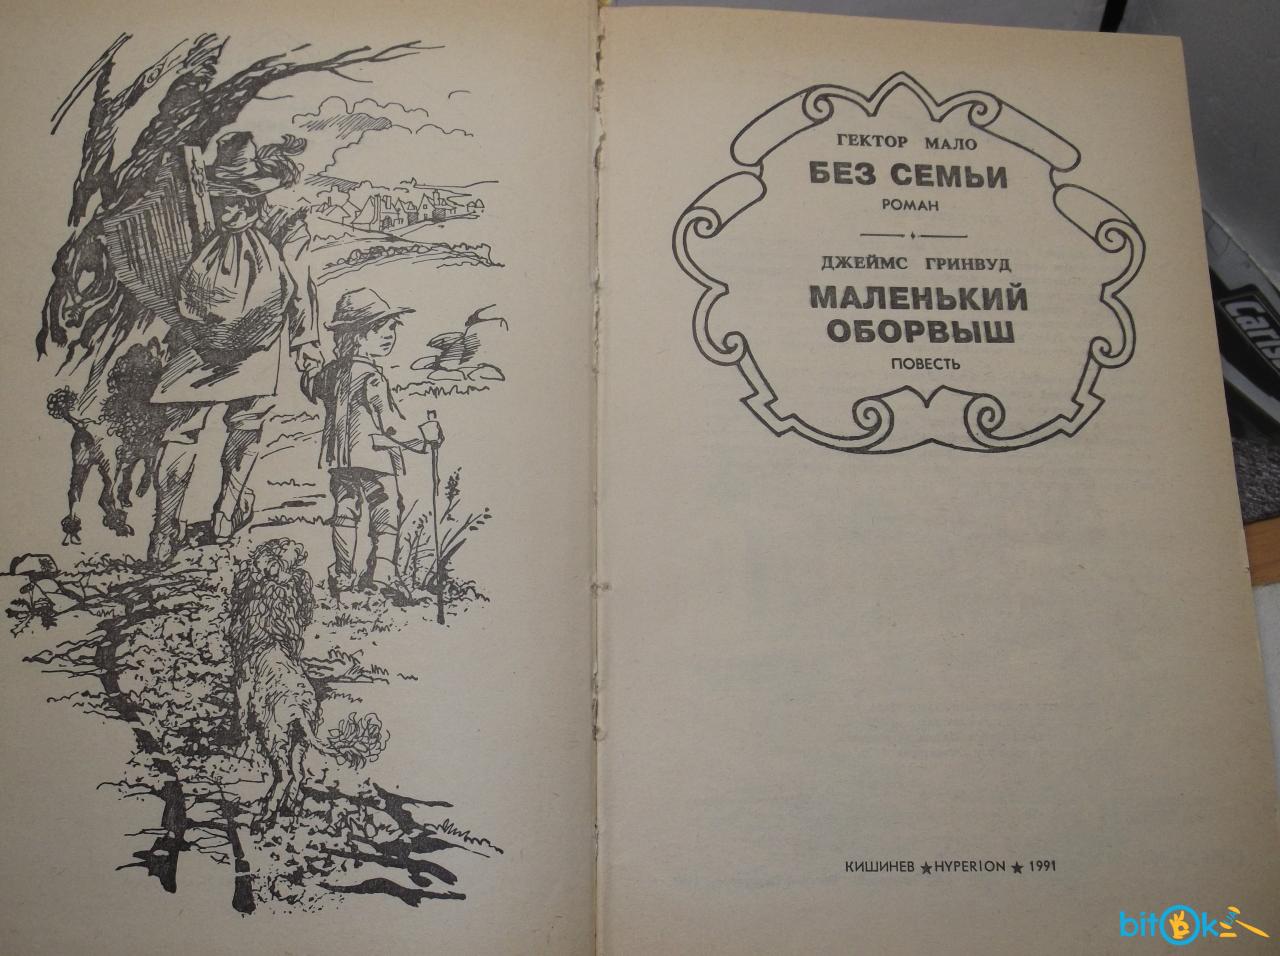 ГЕКТОР МАЛО
БЕЗ СЕМЬИ
РОМАН
ДЖЕЙМС ГРИНВУД
МАЛЕНЬКИЙ
ОБОРВЫШ
ПОВЕСТЬ
КИШИНЕВ ★ HYPERION ★ 1991
bitOk